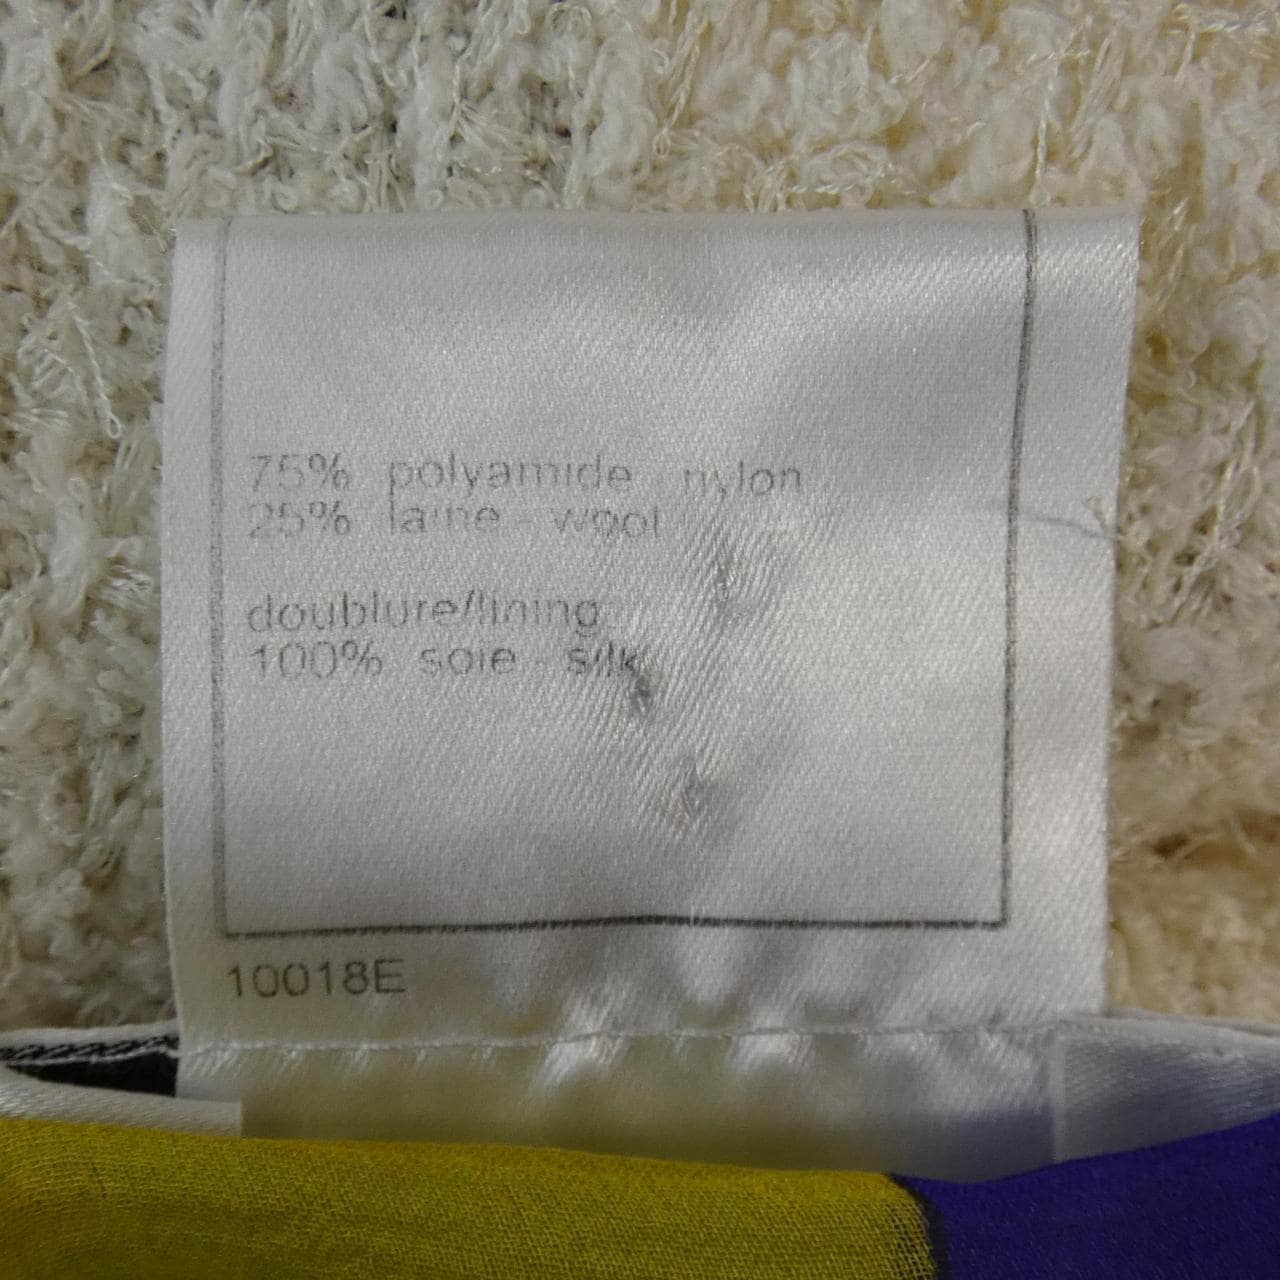 75% polyamide - nylon
25% laine - wool
doublure/lining
100% soie - silk
10018E